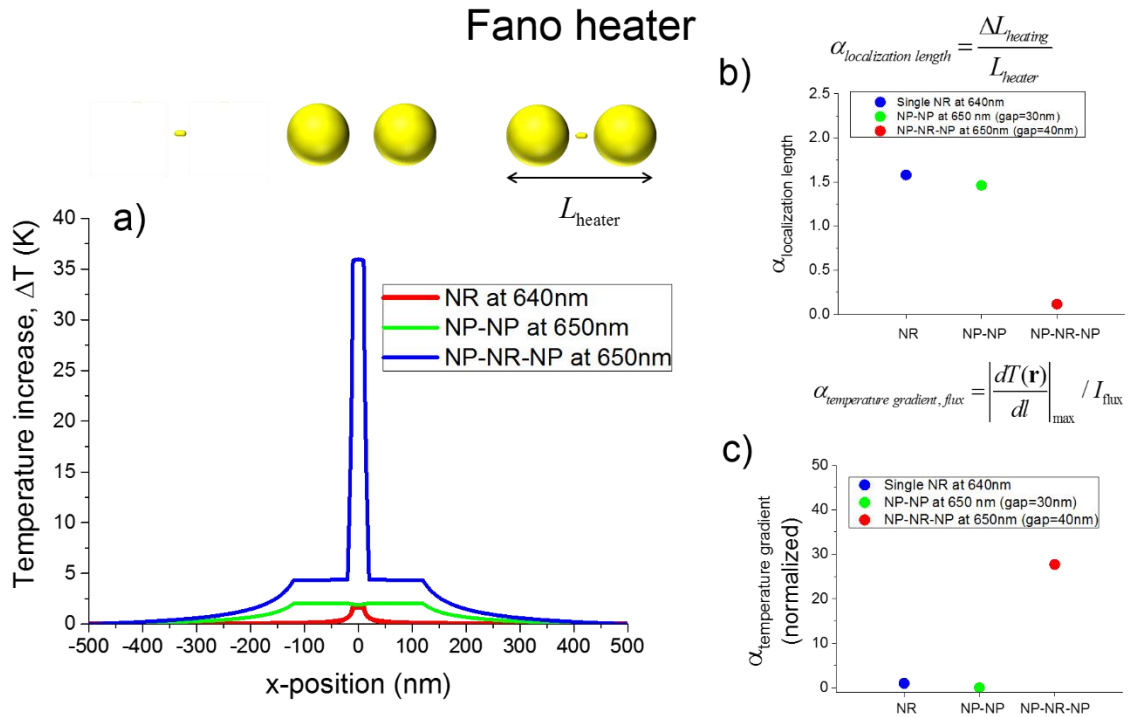 Fano heater
L_heater
a)
Temperature increase, ΔT (K)
40
35
30
25
20
15
10
5
0
NR at 640nm
NP-NP at 650nm
NP-NR-NP at 650nm
-500 -400 -300 -200 -100 0 100 200 300 400 500
x-position (nm)
b)
α_localization length = ΔL_heating / L_heater
α_localization length
2.5
2.0
1.5
1.0
0.5
0.0
Single NR at 640nm
NP-NP at 650 nm (gap=30nm)
NP-NR-NP at 650nm (gap=40nm)
NR NP-NP NP-NR-NP
α_temperature gradient, flux = |dT(r)/dl|_max / I_flux
c)
α_temperature gradient
(normalized)
50
40
30
20
10
0
Single NR at 640nm
NP-NP at 650 nm (gap=30nm)
NP-NR-NP at 650nm (gap=40nm)
NR NP-NP NP-NR-NP